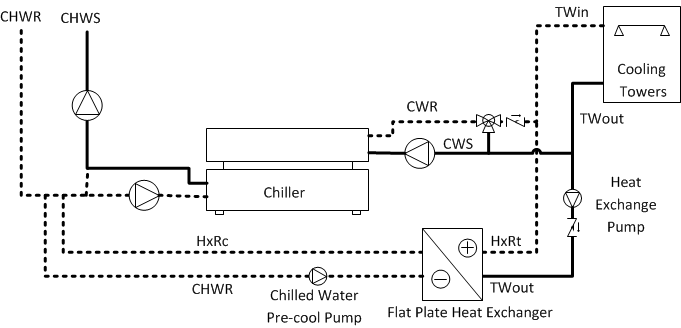 CHWR
CHWS
TWin
Cooling
Towers
CWR
TWout
CWS
Chiller
Heat
Exchange
Pump
HxRc
HxRt
CHWR
TWout
Chilled Water
Pre-cool Pump
Flat Plate Heat Exchanger